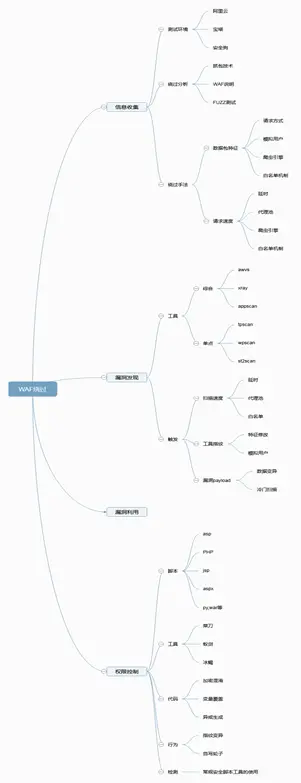 WAF绕过
信息收集
测试环境
阿里云
宝塔
安全狗
绕过分析
抓包技术
WAF说明
FUZZ测试
绕过手法
数据包特征
请求方式
模拟用户
爬虫引擎
白名单机制
请求速度
延时
代理池
爬虫引擎
白名单机制
漏洞发现
工具
综合
awvs
xray
appscan
单点
tpscan
wpscan
st2scan
触发
扫描速度
延时
代理池
白名单
工具指纹
特征修改
模拟用户
漏洞payload
数据变异
冷门扫描
漏洞利用
权限控制
脚本
asp
PHP
jsp
aspx
py,war等
工具
菜刀
蚁剑
冰蝎
代码
加密混淆
变量覆盖
异或生成
行为
指纹变异
自写轮子
检测
常规安全脚本工具的使用